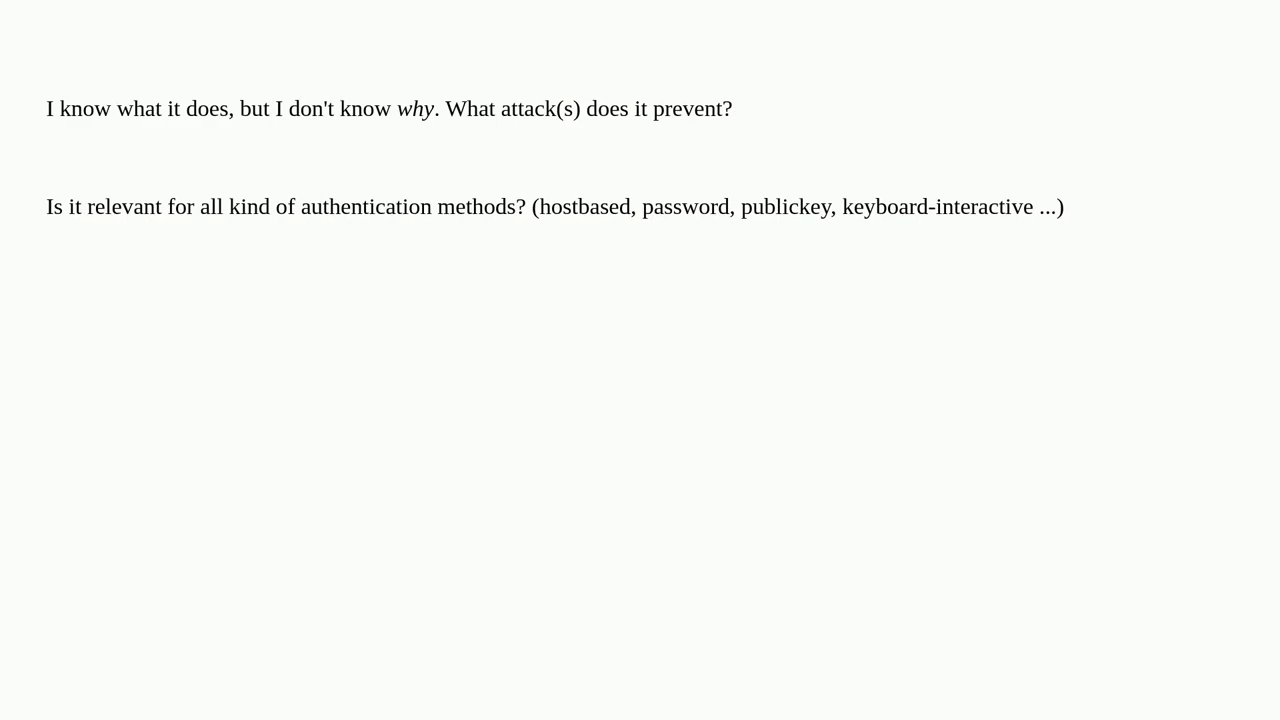 I know what it does, but I don't know why. What attack(s) does it prevent?
Is it relevant for all kind of authentication methods? (hostbased, password, publickey, keyboard-interactive ...)